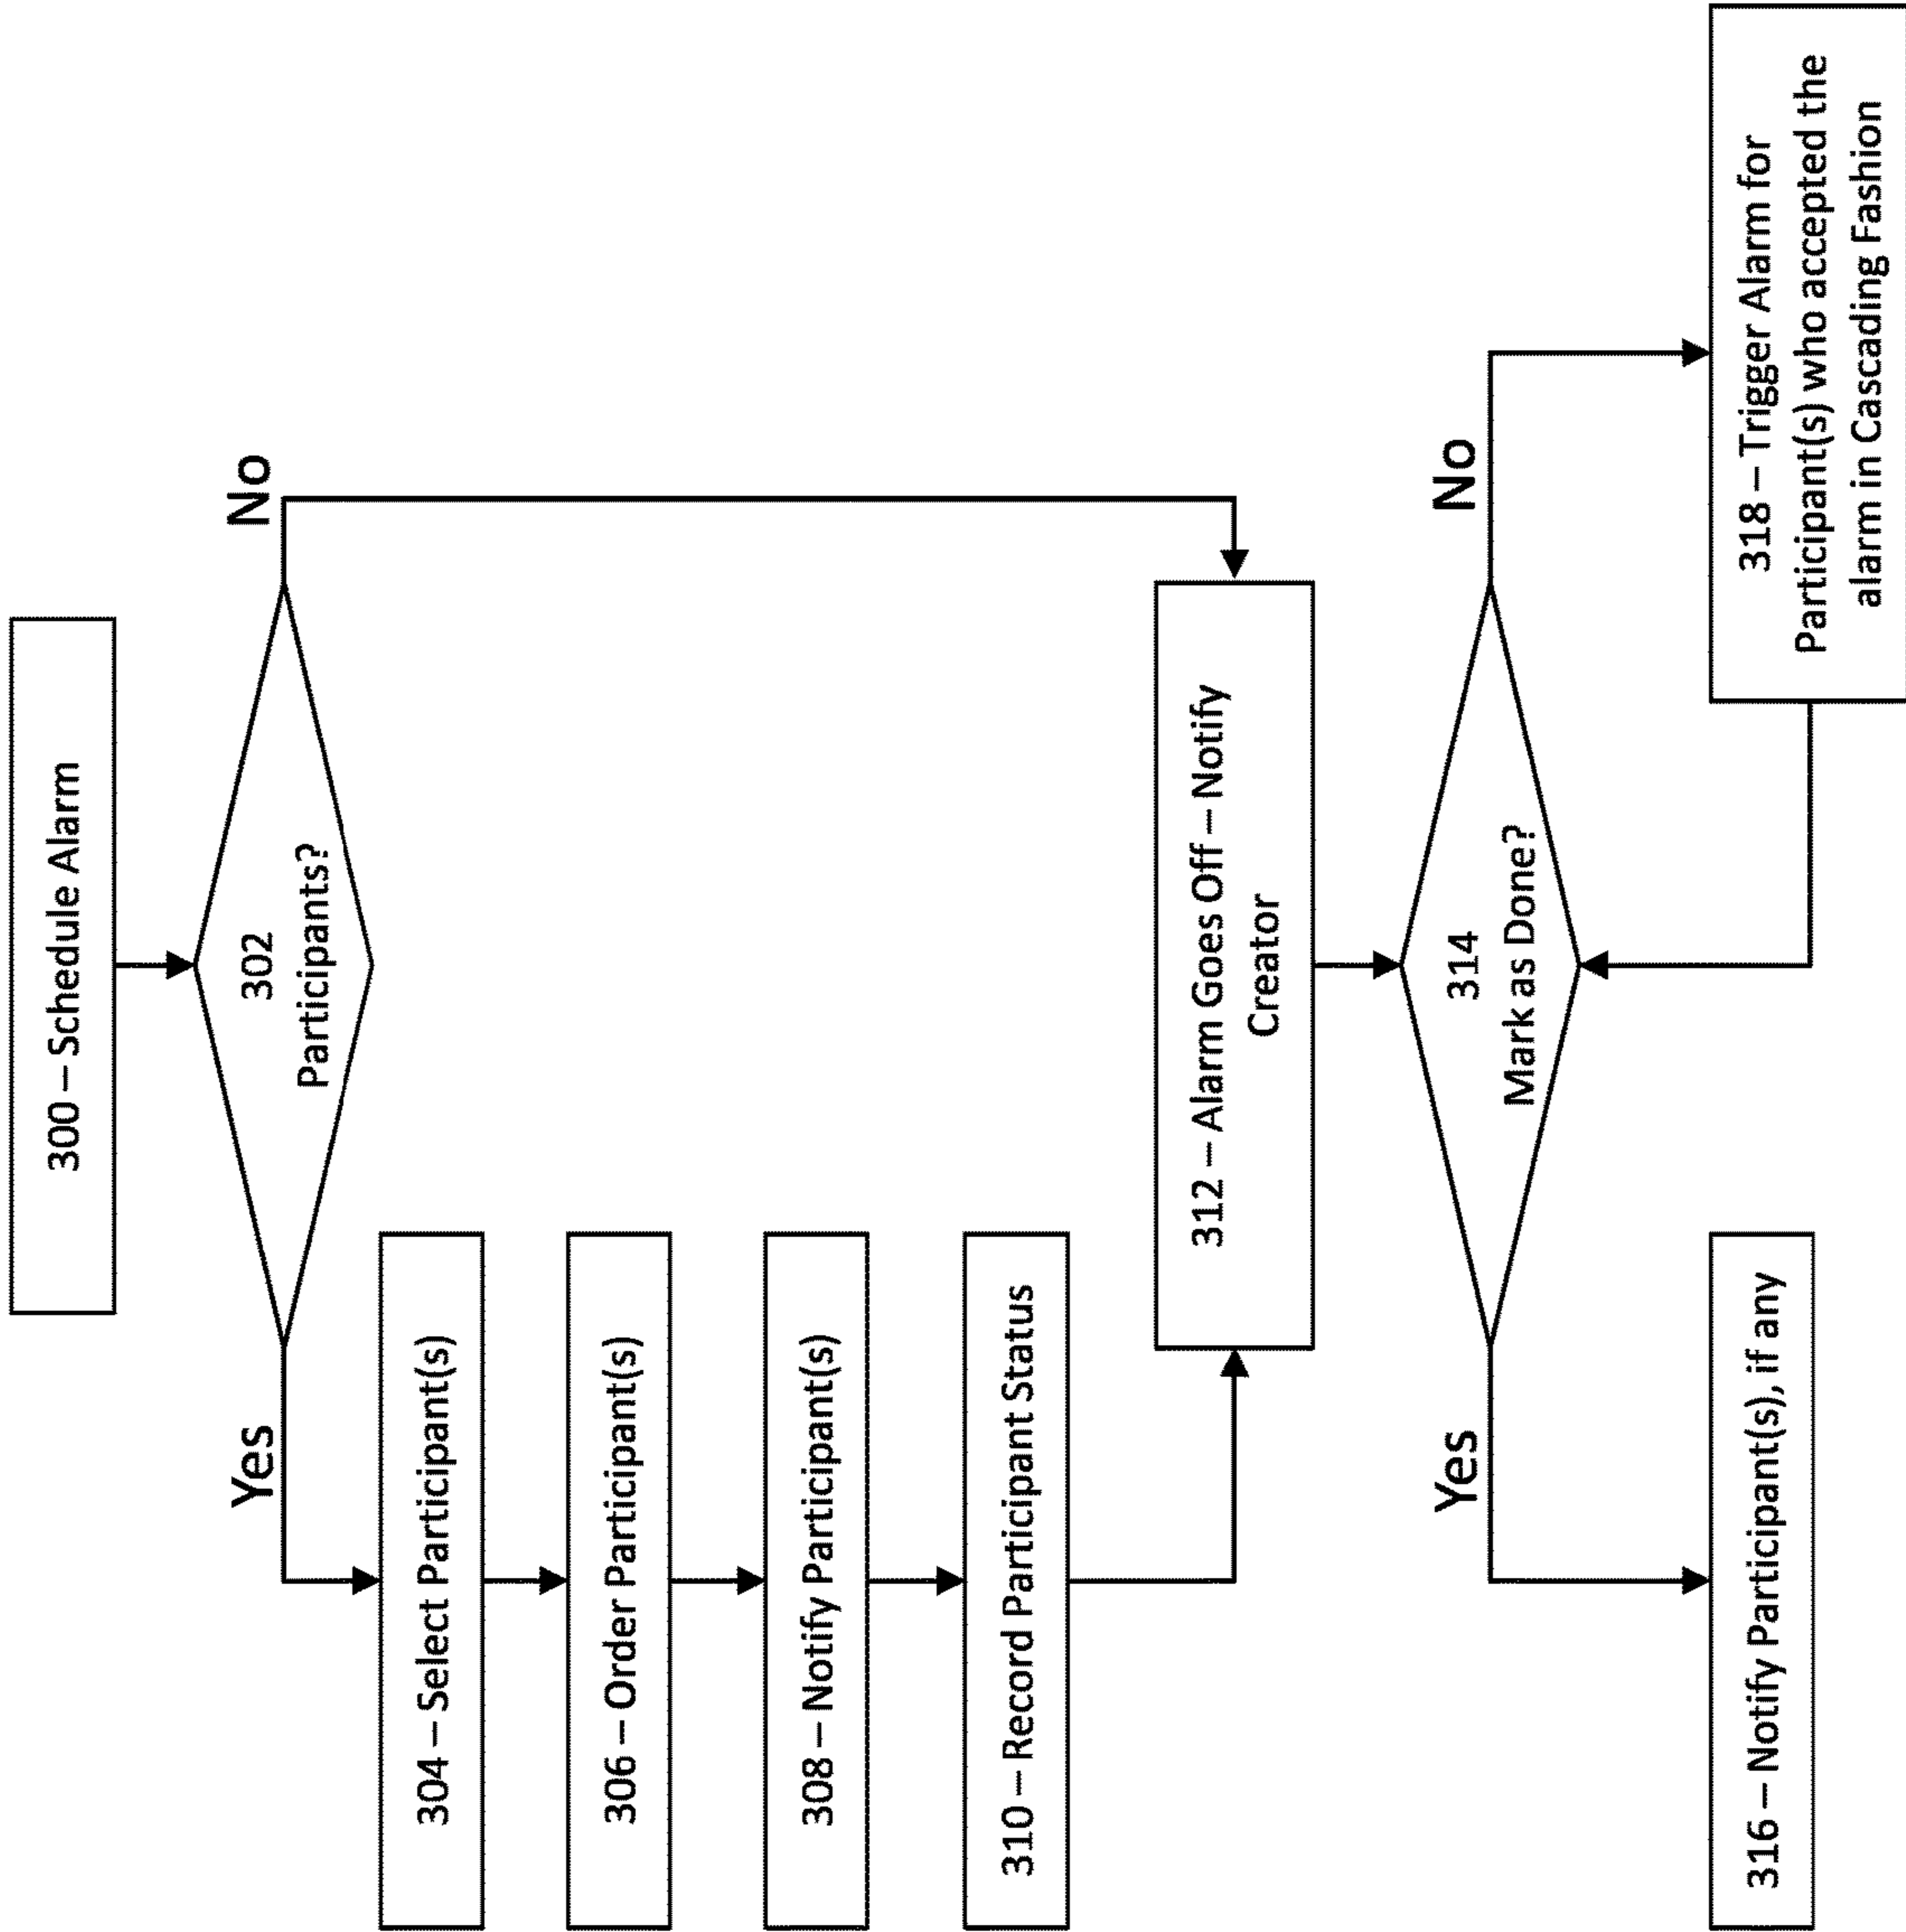 300 – Schedule Alarm
302
Participants?
Yes
No
304 – Select Participant(s)
306 – Order Participant(s)
308 – Notify Participant(s)
310 – Record Participant Status
312 – Alarm Goes Off – Notify
Creator
314
Mark as Done?
Yes
No
316 – Notify Participant(s), if any
318 – Trigger Alarm for
Participant(s) who accepted the
alarm in Cascading Fashion